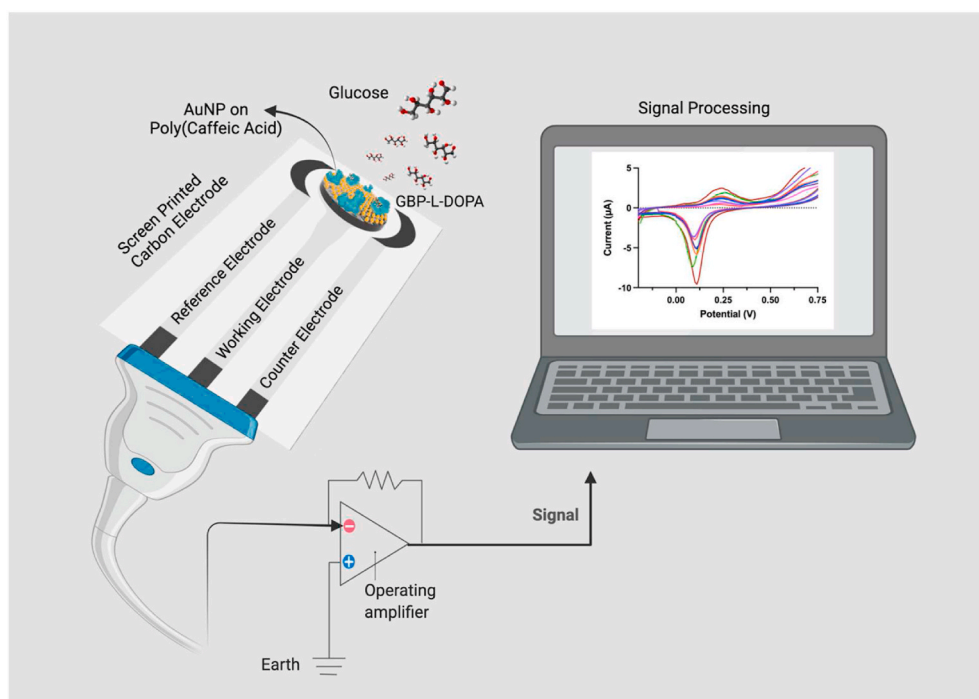 Glucose
AuNP on
Poly(Caffeic Acid)
GBP-L-DOPA
Screen Printed
Carbon Electrode
Reference Electrode
Working Electrode
Counter Electrode
Signal Processing
5
0
-5
-10
Current (µA)
0.00
0.25
0.50
0.75
Potential (V)
Signal
Operating
amplifier
Earth